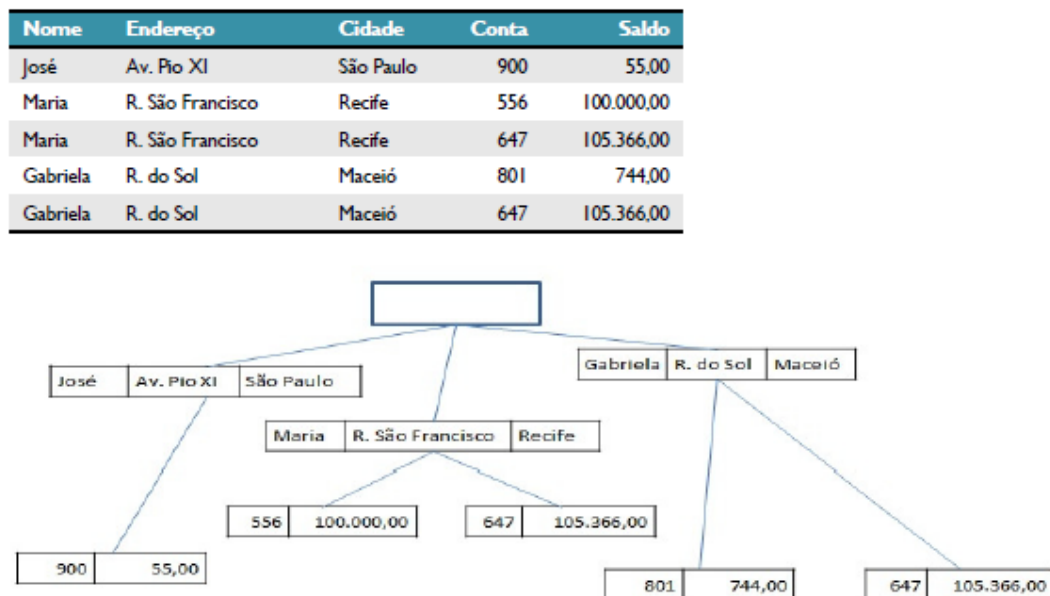 Nome Endereço Cidade Conta Saldo
José Av. Pio XI São Paulo 900 55,00
Maria R. São Francisco Recife 556 100.000,00
Maria R. São Francisco Recife 647 105.366,00
Gabriela R. do Sol Maceió 801 744,00
Gabriela R. do Sol Maceió 647 105.366,00
Gabriela R. do Sol Maceió
José Av. Pio XI São Paulo
Maria R. São Francisco Recife
556 100.000,00 647 105.366,00
900 55,00
801 744,00 647 105.366,00